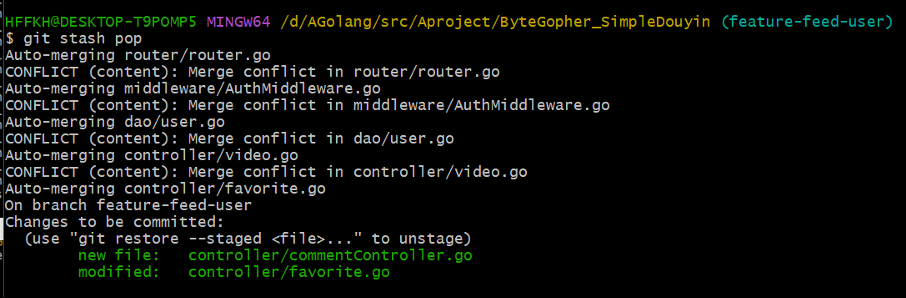 HFFKH@DESKTOP-T9POMP5 MINGW64 /d/AGolang/src/Aproject/ByteGopher_SimpleDouyin (feature-feed-user)
$ git stash pop
Auto-merging router/router.go
CONFLICT (content): Merge conflict in router/router.go
Auto-merging middleware/AuthMiddleware.go
CONFLICT (content): Merge conflict in middleware/AuthMiddleware.go
Auto-merging dao/user.go
CONFLICT (content): Merge conflict in dao/user.go
Auto-merging controller/video.go
CONFLICT (content): Merge conflict in controller/video.go
Auto-merging controller/favorite.go
On branch feature-feed-user
Changes to be committed:
  (use "git restore --staged <file>..." to unstage)
        new file:   controller/commentController.go
        modified:   controller/favorite.go